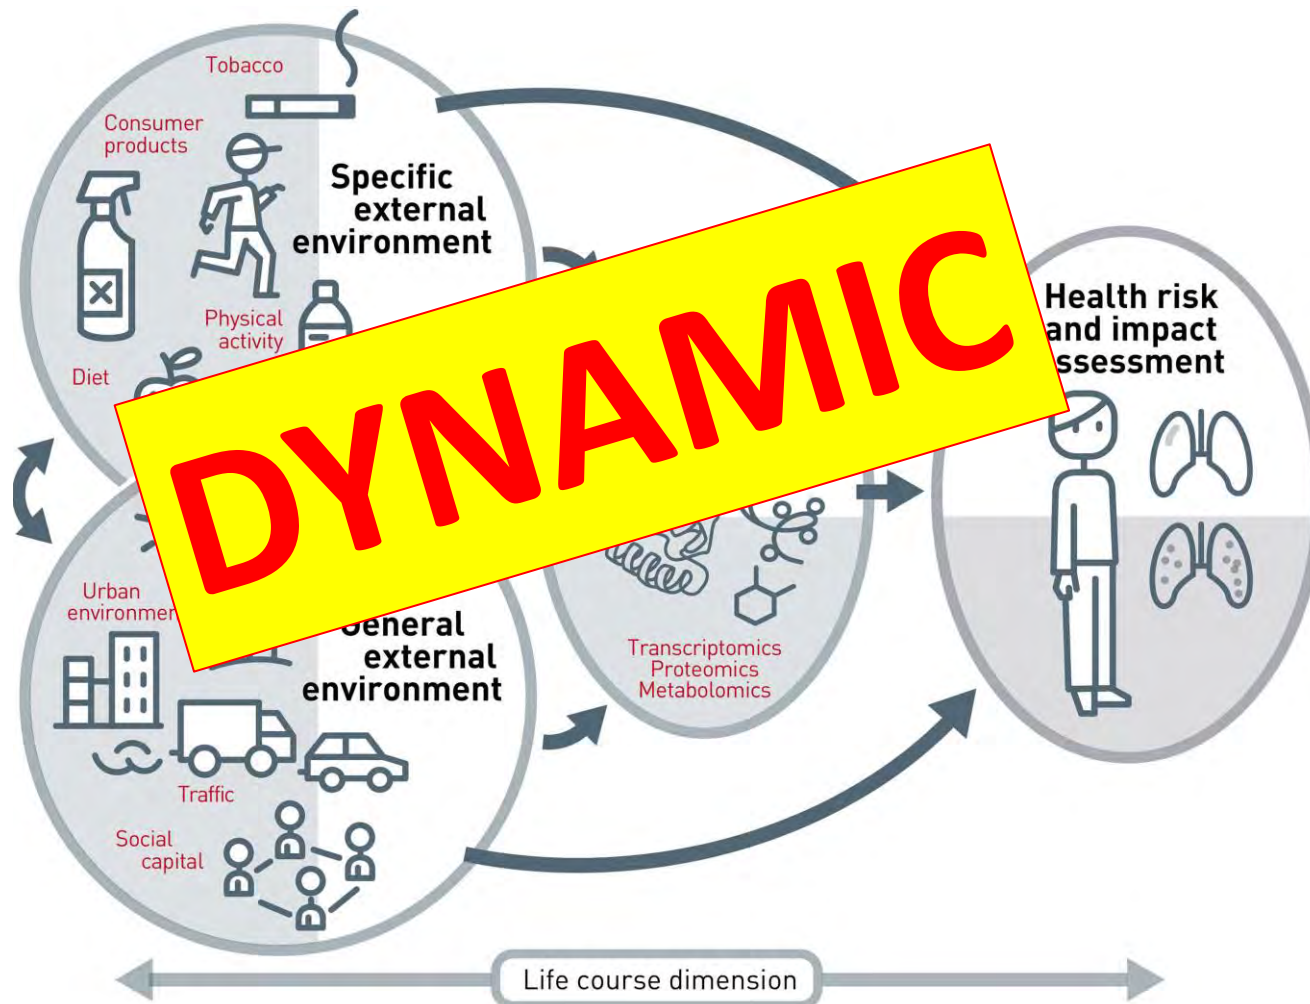 Tobacco
Consumer
products
Specific
external
environment
Physical
activity
Diet
DYNAMIC
Health risk
and impact
ssessment
Urban
environmen
General
external
environment
Transcriptomics
Proteomics
Metabolomics
Traffic
Social
capital
Life course dimension